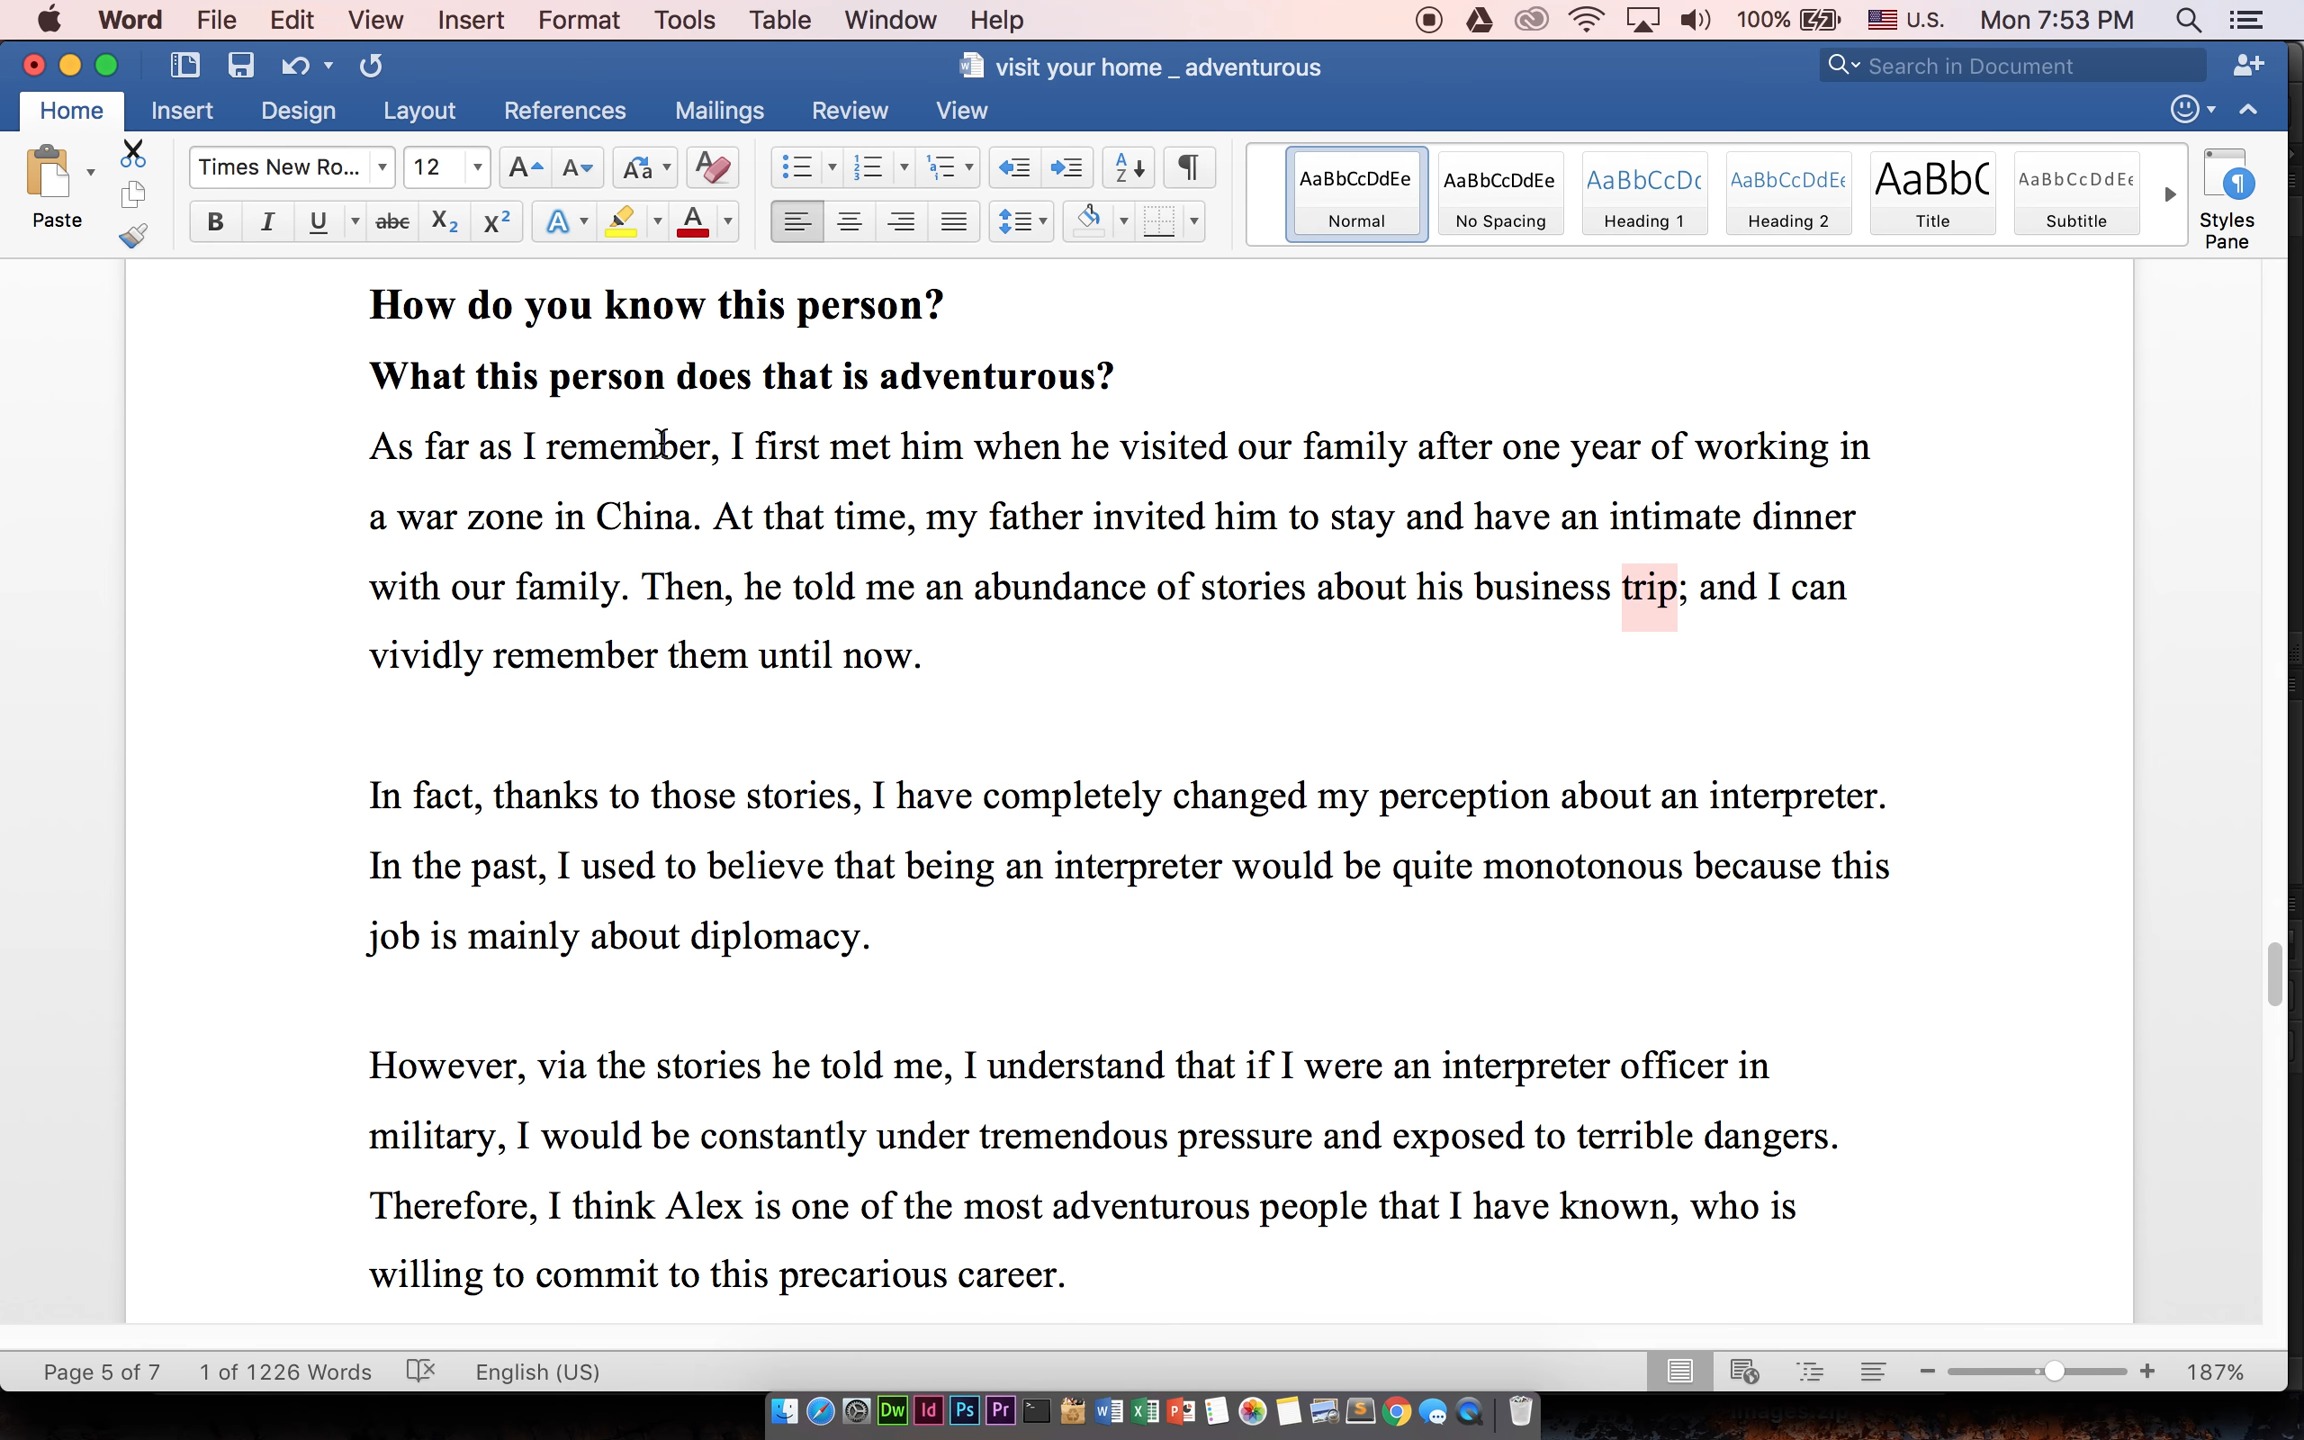 Word File Edit View Insert Format Tools Table Window Help 100% U.S. Mon 7:53 PM
visit your home _ adventurous
Search in Document
Home Insert Design Layout References Mailings Review View
Paste
Times New Ro... 12
AaBbCcDdEe AaBbCcDdEe AaBbCcDc AaBbCcDdEe AaBbC AaBbCcDdEe
Normal No Spacing Heading 1 Heading 2 Title Subtitle
Styles
Pane
How do you know this person?
What this person does that is adventurous?
As far as I remember, I first met him when he visited our family after one year of working in
a war zone in China. At that time, my father invited him to stay and have an intimate dinner
with our family. Then, he told me an abundance of stories about his business trip; and I can
vividly remember them until now.
In fact, thanks to those stories, I have completely changed my perception about an interpreter.
In the past, I used to believe that being an interpreter would be quite monotonous because this
job is mainly about diplomacy.
However, via the stories he told me, I understand that if I were an interpreter officer in
military, I would be constantly under tremendous pressure and exposed to terrible dangers.
Therefore, I think Alex is one of the most adventurous people that I have known, who is
willing to commit to this precarious career.
Page 5 of 7 1 of 1226 Words English (US) 187%
Dw Id Ps Pr